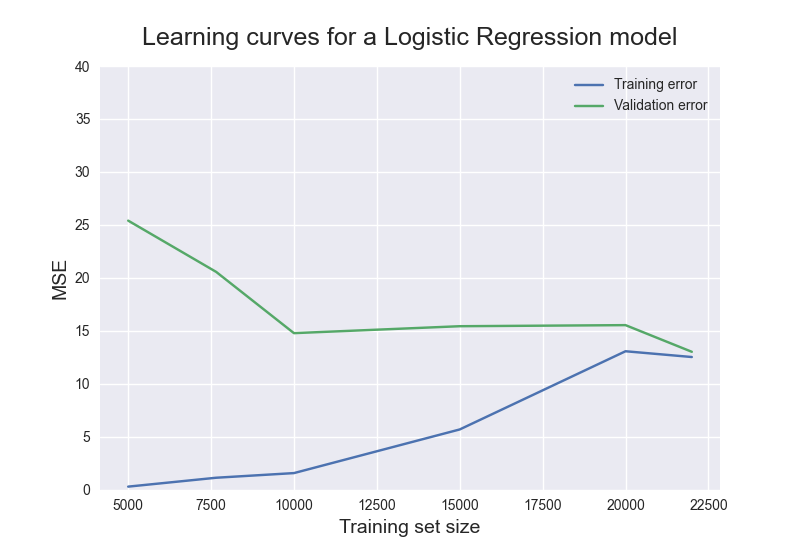 Learning curves for a Logistic Regression model
40
35
30
25
20
15
10
5
0
MSE
Training error
Validation error
5000 7500 10000 12500 15000 17500 20000 22500
Training set size